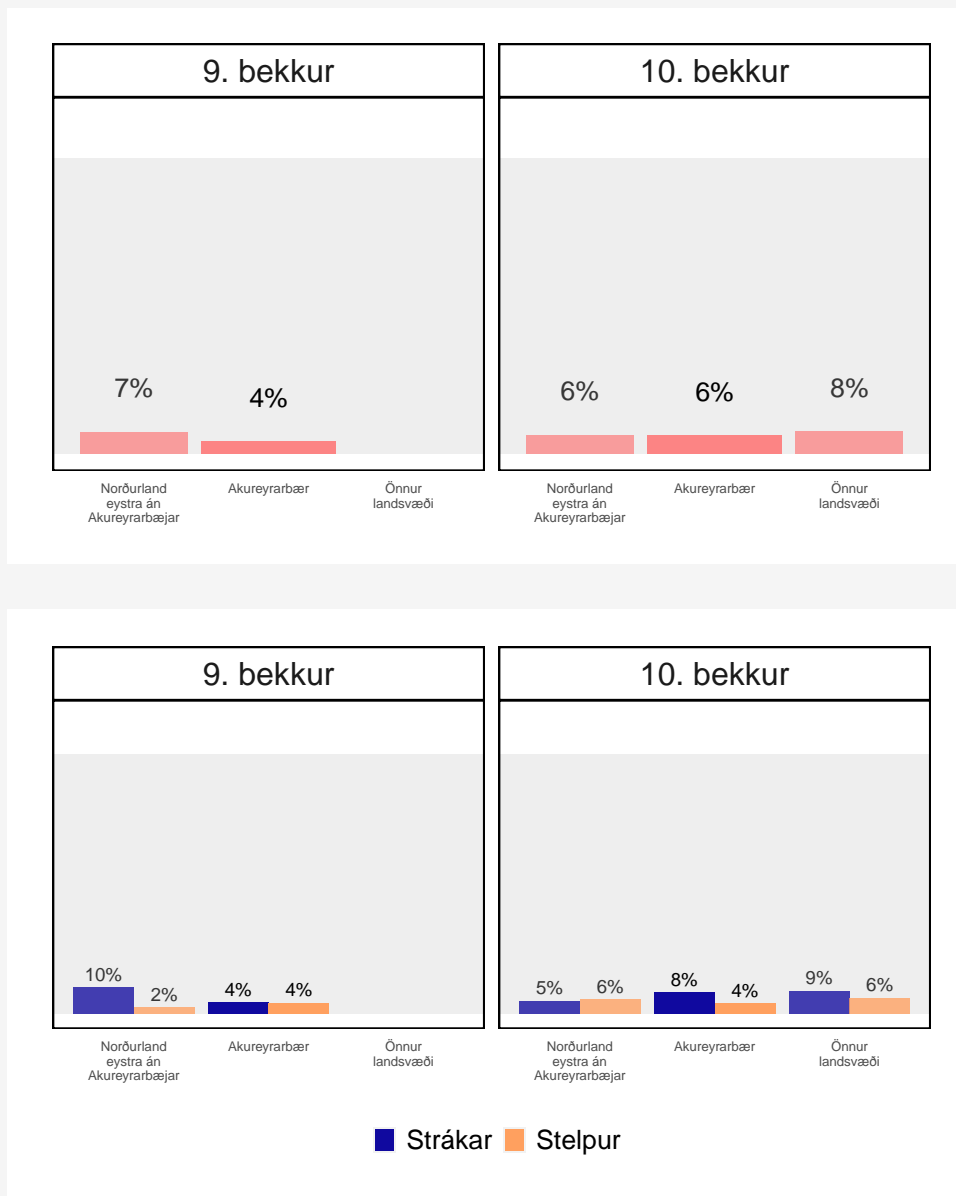 9. bekkur
10. bekkur
7%
4%
6%
6%
8%
Norðurland
eystra án
Akureyrarbæjar
Akureyrarbær
Önnur
landsvæði
Norðurland
eystra án
Akureyrarbæjar
Akureyrarbær
Önnur
landsvæði
9. bekkur
10. bekkur
10%
2%
4%
4%
5%
6%
8%
4%
9%
6%
Norðurland
eystra án
Akureyrarbæjar
Akureyrarbær
Önnur
landsvæði
Norðurland
eystra án
Akureyrarbæjar
Akureyrarbær
Önnur
landsvæði
Strákar
Stelpur